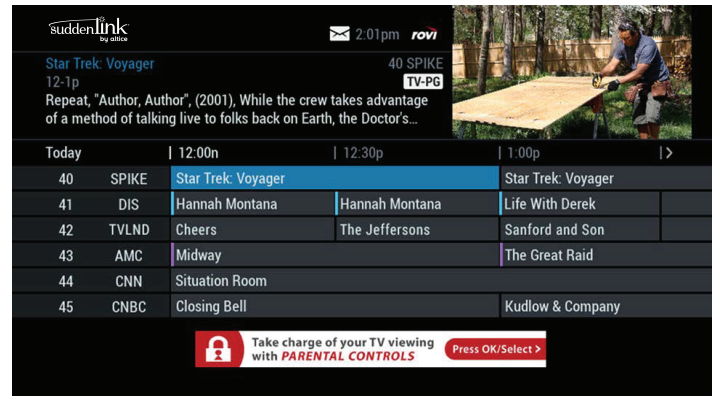 suddenlink
by altice
2:01pm rovi
Star Trek: Voyager 40 SPIKE
12-1p TV-PG
Repeat, "Author, Author", (2001), While the crew takes advantage
of a method of talking live to folks back on Earth, the Doctor's...
Today 12:00n 12:30p 1:00p
40 SPIKE Star Trek: Voyager Star Trek: Voyager
41 DIS Hannah Montana Hannah Montana Life With Derek
42 TVLND Cheers The Jeffersons Sanford and Son
43 AMC Midway The Great Raid
44 CNN Situation Room
45 CNBC Closing Bell Kudlow & Company
Take charge of your TV viewing
with PARENTAL CONTROLS
Press OK/Select >